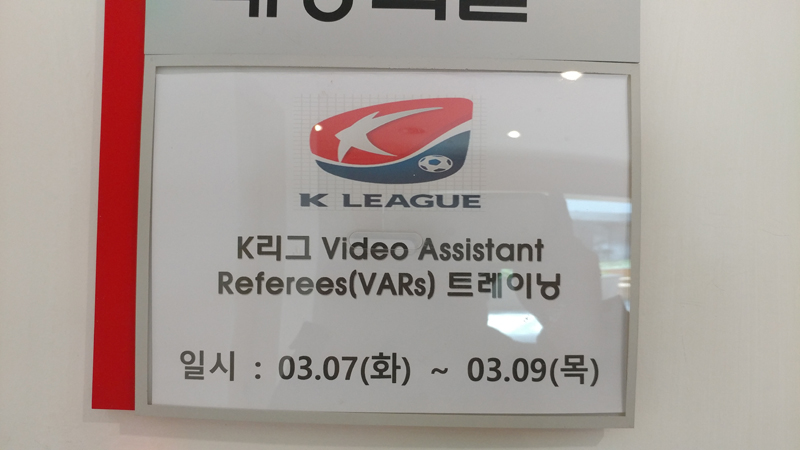 K LEAGUE
K리그 Video Assistant
Referees(VARs) 트레이닝
일시 : 03.07(화) ~ 03.09(목)